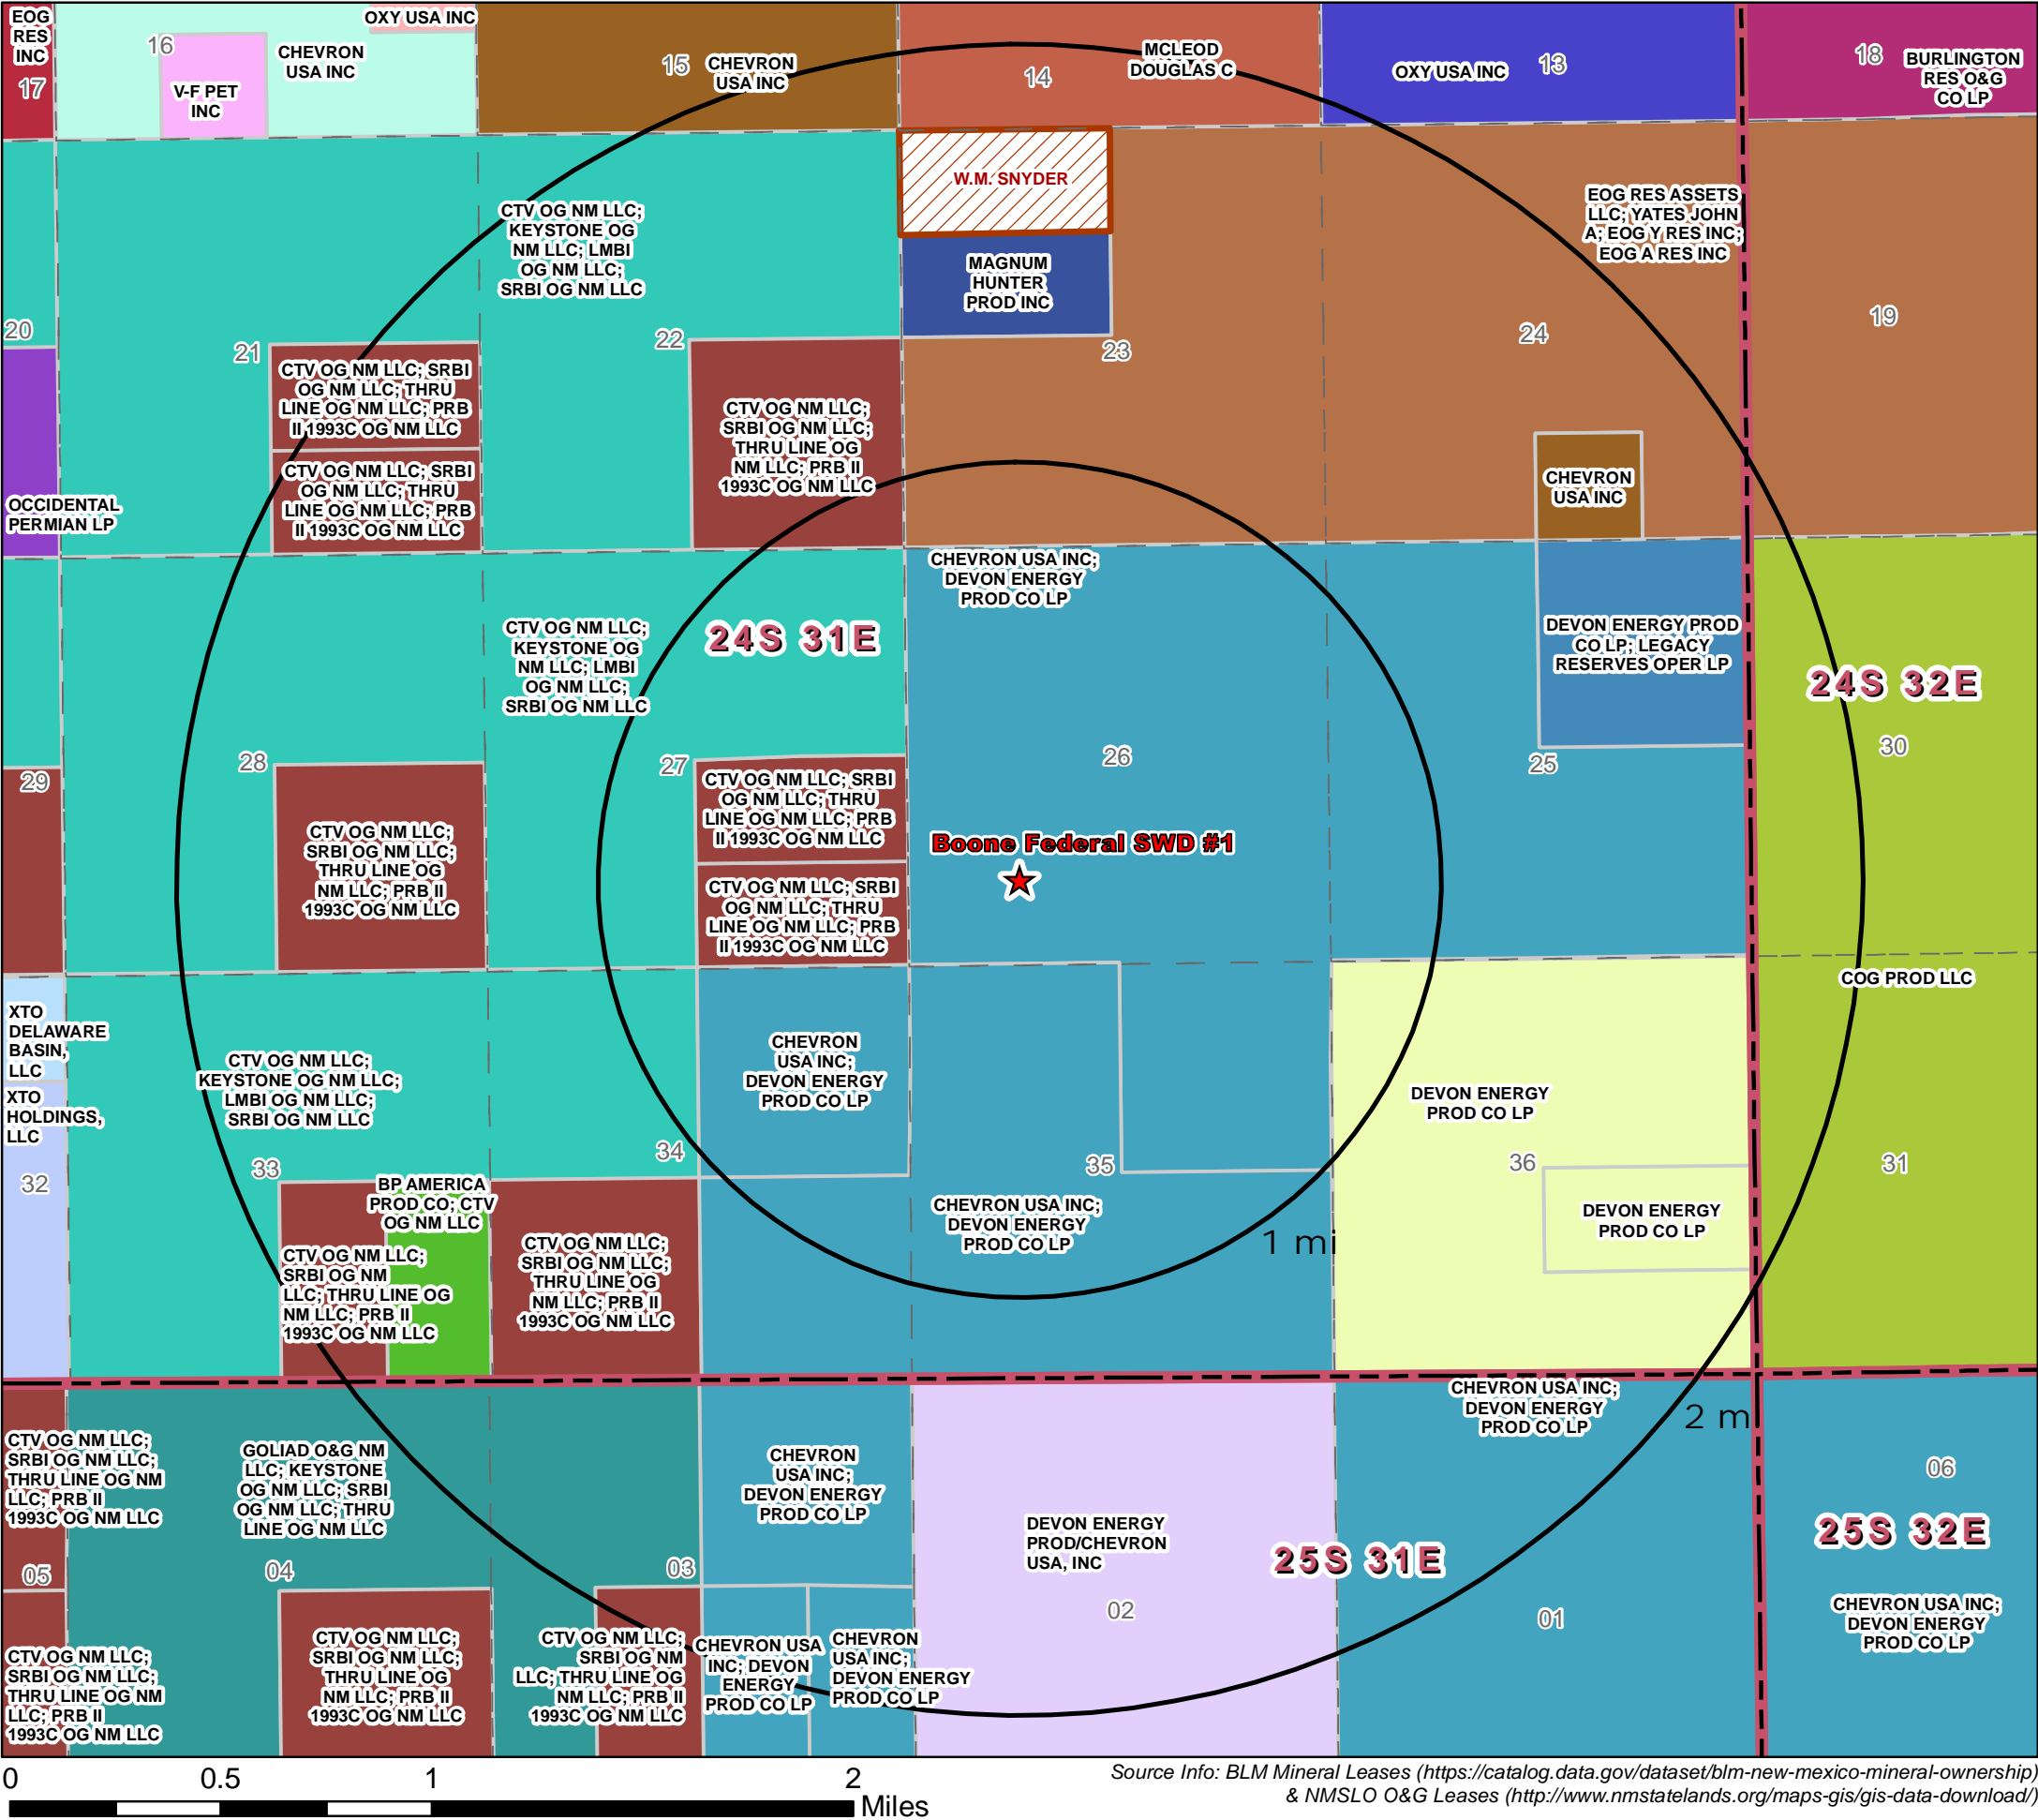 EOG
RES
INC
17
16
V-F PET
INC
CHEVRON
USA INC
OXY USA INC
15
CHEVRON
USA INC
14
MCLEOD
DOUGLAS C
OXY USA INC
13
18
BURLINGTON
RES O&G
CO LP
W.M. SNYDER
CTV OG NM LLC;
KEYSTONE OG
NM LLC; LMBI
OG NM LLC;
SRBI OG NM LLC
EOG RES ASSETS
LLC; YATES JOHN
A; EOG Y RES INC;
EOG A RES INC
MAGNUM
HUNTER
PROD INC
20
21
22
23
24
19
CTV OG NM LLC; SRBI
OG NM LLC; THRU
LINE OG NM LLC; PRB
II 1993C OG NM LLC
CTV OG NM LLC;
SRBI OG NM LLC;
THRU LINE OG
NM LLC; PRB II
1993C OG NM LLC
CTV OG NM LLC; SRBI
OG NM LLC; THRU
LINE OG NM LLC; PRB
II 1993C OG NM LLC
CHEVRON
USA INC
OCCIDENTAL
PERMIAN LP
CHEVRON USA INC;
DEVON ENERGY
PROD CO LP
CTV OG NM LLC;
KEYSTONE OG
NM LLC; LMBI
OG NM LLC;
SRBI OG NM LLC
24S 31E
DEVON ENERGY PROD
CO LP; LEGACY
RESERVES OPER LP
24S 32E
29
28
27
26
25
30
CTV OG NM LLC; SRBI
OG NM LLC; THRU
LINE OG NM LLC; PRB
II 1993C OG NM LLC
CTV OG NM LLC;
SRBI OG NM LLC;
THRU LINE OG
NM LLC; PRB II
1993C OG NM LLC
Boone Federal SWD #1
CTV OG NM LLC; SRBI
OG NM LLC; THRU
LINE OG NM LLC; PRB
II 1993C OG NM LLC
COG PROD LLC
XTO
DELAWARE
BASIN,
LLC
XTO
HOLDINGS,
LLC
32
CTV OG NM LLC;
KEYSTONE OG NM LLC;
LMBI OG NM LLC;
SRBI OG NM LLC
CHEVRON
USA INC;
DEVON ENERGY
PROD CO LP
DEVON ENERGY
PROD CO LP
33
34
35
36
31
BP AMERICA
PROD CO; CTV
OG NM LLC
CTV OG NM LLC;
SRBI OG NM
LLC; THRU LINE OG
NM LLC; PRB II
1993C OG NM LLC
CTV OG NM LLC;
SRBI OG NM LLC;
THRU LINE OG
NM LLC; PRB II
1993C OG NM LLC
CHEVRON USA INC;
DEVON ENERGY
PROD CO LP
1 mi
DEVON ENERGY
PROD CO LP
CHEVRON USA INC;
DEVON ENERGY
PROD CO LP
2 m
CTV OG NM LLC;
SRBI OG NM LLC;
THRU LINE OG NM
LLC; PRB II
1993C OG NM LLC
GOLIAD O&G NM
LLC; KEYSTONE
OG NM LLC; SRBI
OG NM LLC; THRU
LINE OG NM LLC
CHEVRON
USA INC;
DEVON ENERGY
PROD CO LP
DEVON ENERGY
PROD/CHEVRON
USA, INC
25S 31E
06
25S 32E
05
04
03
02
01
CHEVRON USA INC;
DEVON ENERGY
PROD CO LP
CTV OG NM LLC;
SRBI OG NM LLC;
THRU LINE OG NM
LLC; PRB II
1993C OG NM LLC
CTV OG NM LLC;
SRBI OG NM LLC;
THRU LINE OG
NM LLC; PRB II
1993C OG NM LLC
CTV OG NM LLC;
SRBI OG NM
LLC; THRU LINE OG
NM LLC; PRB II
1993C OG NM LLC
CHEVRON USA
INC; DEVON
ENERGY
PROD CO LP
CHEVRON
USA INC;
DEVON ENERGY
PROD CO LP
0 0.5 1 2
Miles
Source Info: BLM Mineral Leases (https://catalog.data.gov/dataset/blm-new-mexico-mineral-ownership)
& NMSLO O&G Leases (http://www.nmstatelands.org/maps-gis/gis-data-download/)